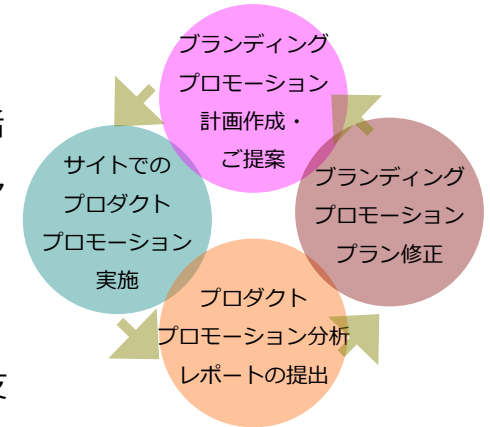 ブランディング
プロモーション
計画作成・
ご提案
サイトでの
プロダクト
プロモーション
実施
ブランディング
プロモーション
プラン修正
プロダクト
プロモーション分析
レポートの提出